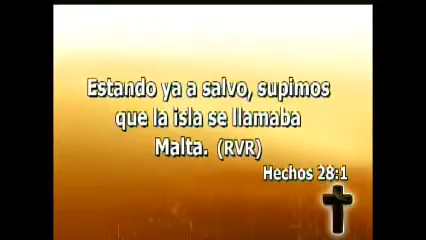 Estando ya a salvo, supimos
que la isla se llamaba
Malta. (RVR)
Hechos 28:1